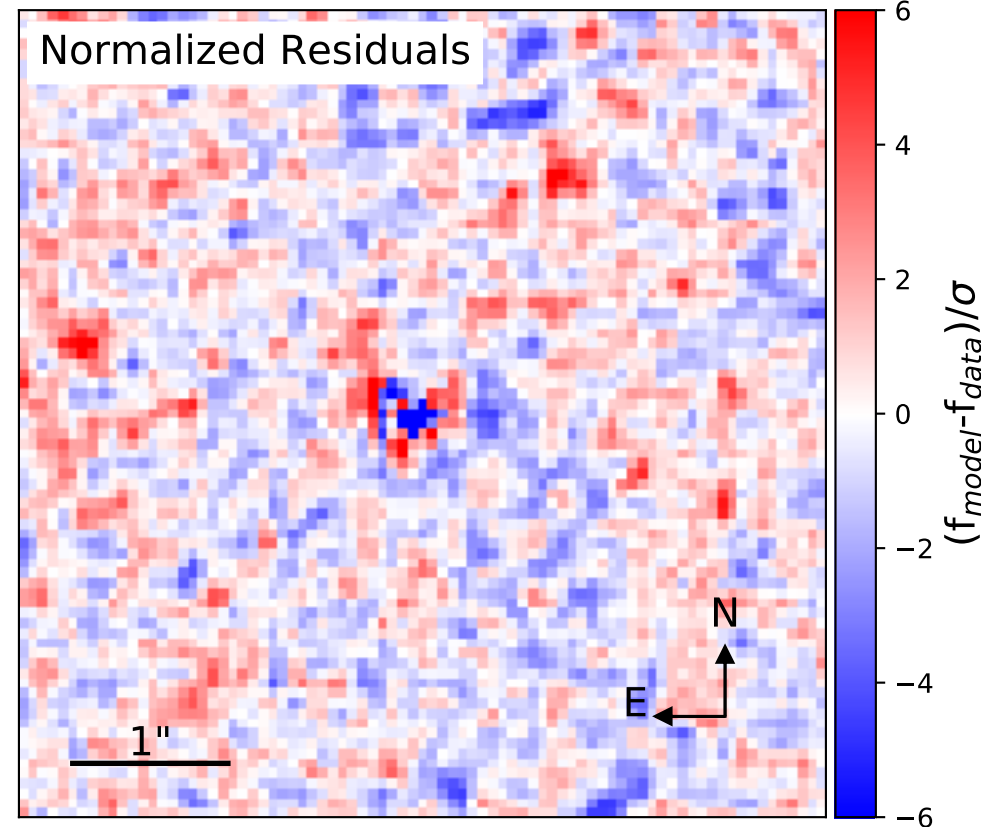 Normalized Residuals
6
4
2
0
−2
−4
−6
(f_model-f_data)/σ
N
E
1"